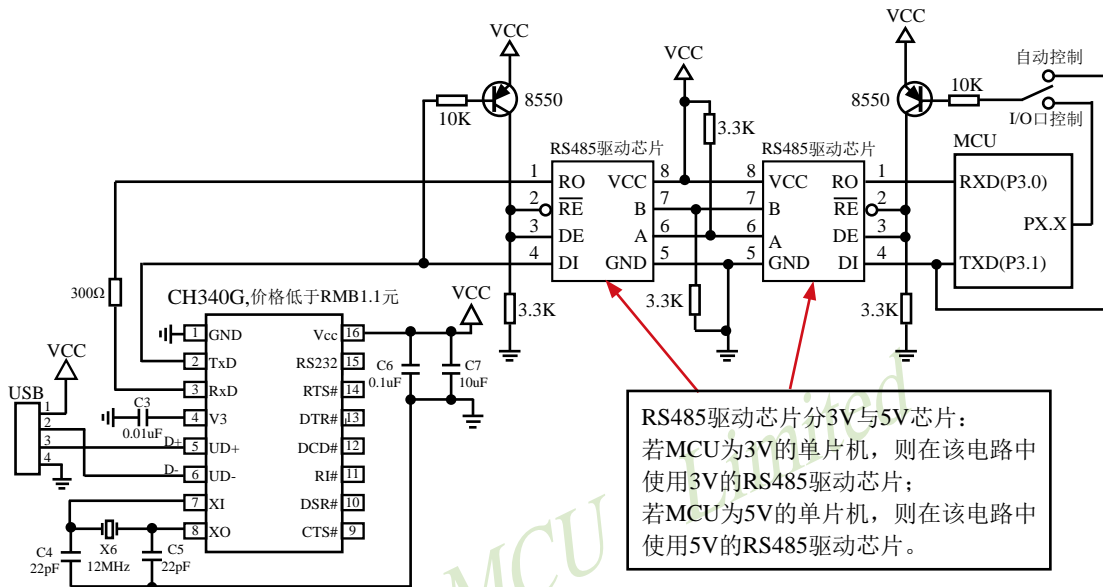 VCC
VCC
VCC
自动控制
8550
10K
8550
10K
I/O口控制
3.3K
MCU
RS485驱动芯片
RS485驱动芯片
1
RO
VCC
8
8
VCC
RO
1
RXD(P3.0)
2
RE
B
7
7
B
RE
2
PX.X
3
DE
A
6
6
A
DE
3
4
DI
GND
5
5
GND
DI
4
TXD(P3.1)
300Ω
CH340G,价格低于RMB1.1元
VCC
3.3K
3.3K
3.3K
1
GND
Vcc
16
2
TxD
RS232
15
C6
0.1uF
C7
10uF
3
RxD
RTS#
14
VCC
USB
1
2
3
4
C3
0.01uF
4
V3
DTR#
13
D+
5
UD+
DCD#
12
D-
6
UD-
RI#
11
7
XI
DSR#
10
8
XO
CTS#
9
C4
22pF
X6
12MHz
C5
22pF
RS485驱动芯片分3V与5V芯片：
若MCU为3V的单片机，则在该电路中
使用3V的RS485驱动芯片；
若MCU为5V的单片机，则在该电路中
使用5V的RS485驱动芯片。
MCU Limited